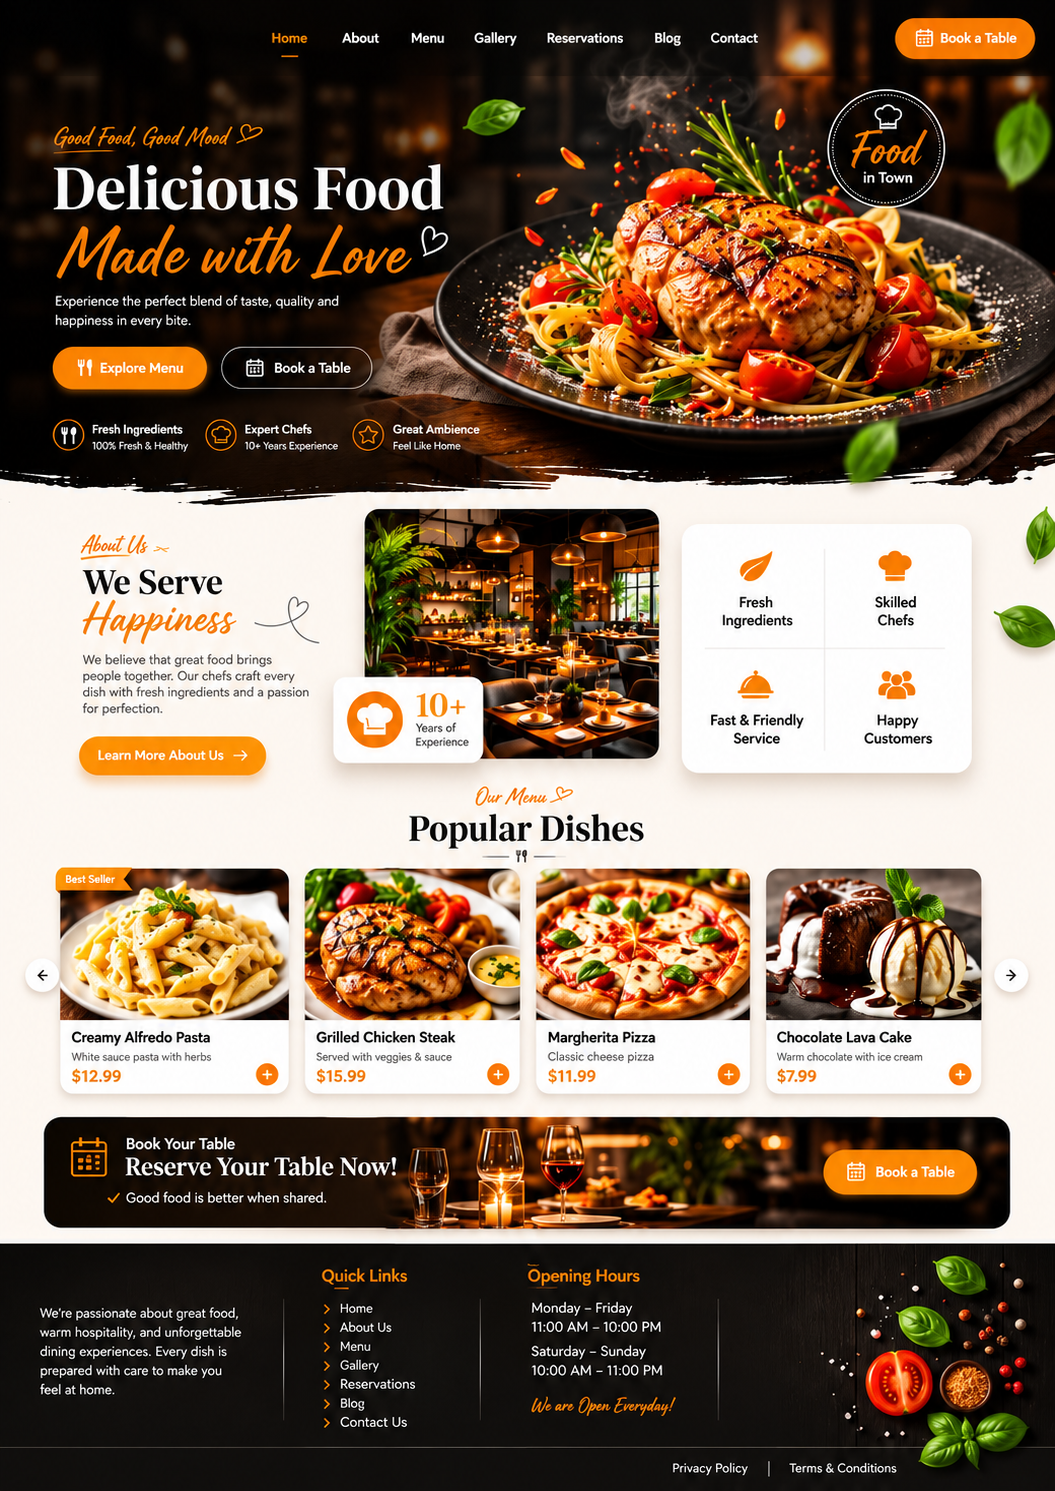 Home
About
Menu
Gallery
Reservations
Blog
Contact
Book a Table
Good Food, Good Mood
Delicious Food
Made with Love
Experience the perfect blend of taste, quality and
happiness in every bite.
Explore Menu
Book a Table
Fresh Ingredients
100% Fresh & Healthy
Expert Chefs
10+ Years Experience
Great Ambience
Feel Like Home
Food
in Town
About Us
We Serve
Happiness
We believe that great food brings
people together. Our chefs craft every
dish with fresh ingredients and a passion
for perfection.
Learn More About Us
10+
Years of
Experience
Fresh
Ingredients
Skilled
Chefs
Fast & Friendly
Service
Happy
Customers
Our Menu
Popular Dishes
Best Seller
Creamy Alfredo Pasta
White sauce pasta with herbs
$12.99
Grilled Chicken Steak
Served with veggies & sauce
$15.99
Margherita Pizza
Classic cheese pizza
$11.99
Chocolate Lava Cake
Warm chocolate with ice cream
$7.99
Book Your Table
Reserve Your Table Now!
Good food is better when shared.
Book a Table
We're passionate about great food,
warm hospitality, and unforgettable
dining experiences. Every dish is
prepared with care to make you
feel at home.
Quick Links
Home
About Us
Menu
Gallery
Reservations
Blog
Contact Us
Opening Hours
Monday – Friday
11:00 AM – 10:00 PM
Saturday – Sunday
10:00 AM – 11:00 PM
We are Open Everyday!
Privacy Policy
Terms & Conditions